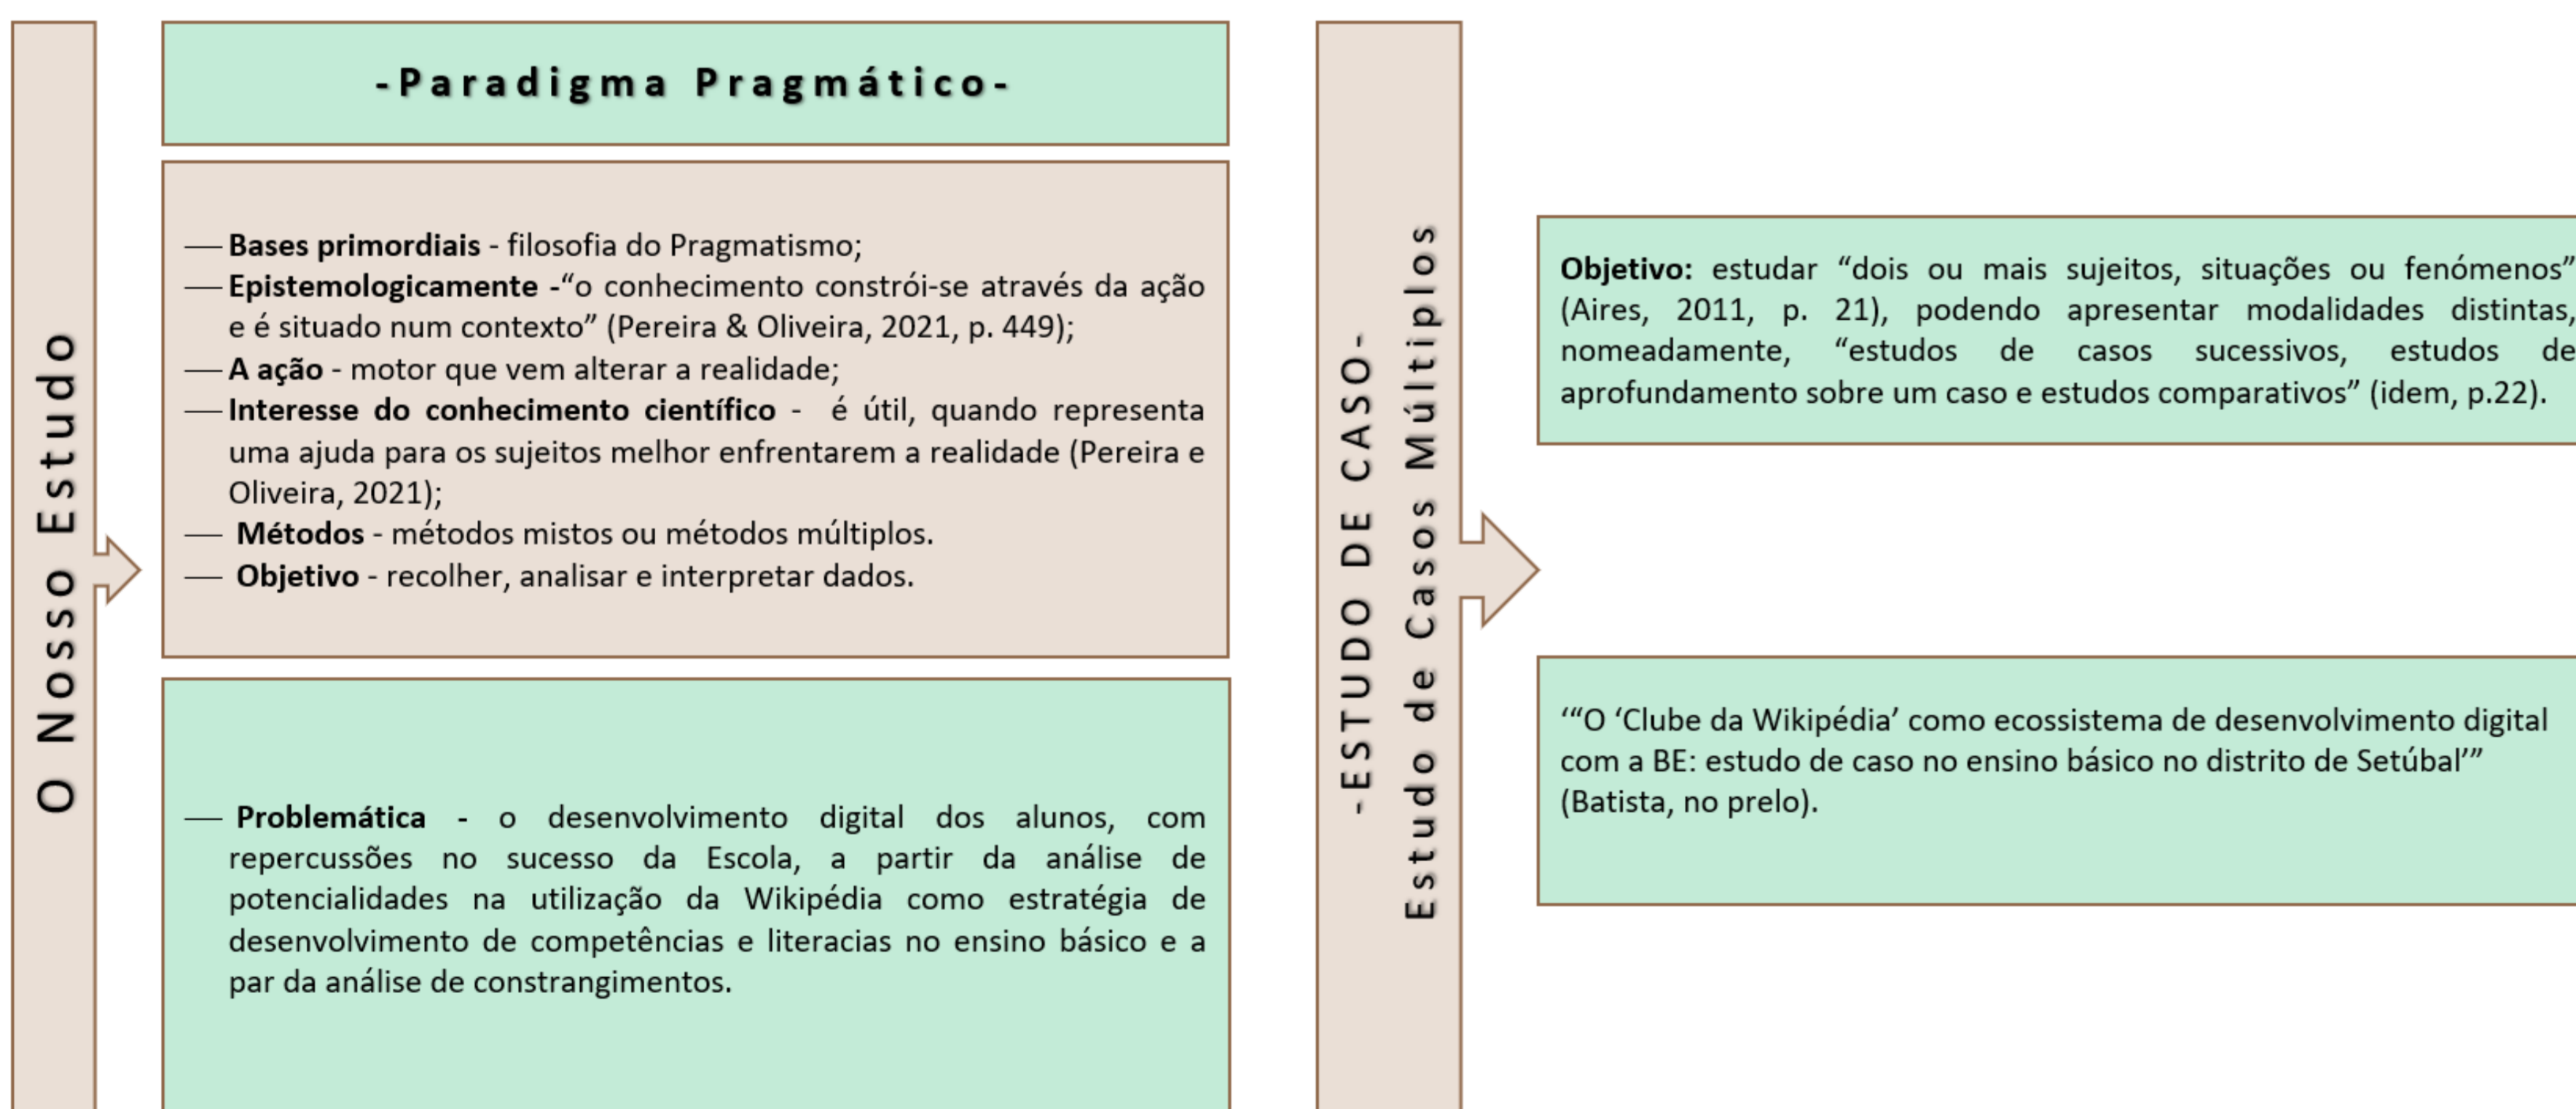 O Nosso Estudo
-Paradigma Pragmático-
— Bases primordiais - filosofia do Pragmatismo;
— Epistemologicamente -“o conhecimento constrói-se através da ação
e é situado num contexto” (Pereira & Oliveira, 2021, p. 449);
— A ação - motor que vem alterar a realidade;
— Interesse do conhecimento científico - é útil, quando representa
uma ajuda para os sujeitos melhor enfrentarem a realidade (Pereira e
Oliveira, 2021);
— Métodos - métodos mistos ou métodos múltiplos.
— Objetivo - recolher, analisar e interpretar dados.
— Problemática - o desenvolvimento digital dos alunos, com
repercussões no sucesso da Escola, a partir da análise de
potencialidades na utilização da Wikipédia como estratégia de
desenvolvimento de competências e literacias no ensino básico e a
par da análise de constrangimentos.
-ESTUDO DE CASO-
Estudo de Casos Múltiplos
Objetivo: estudar “dois ou mais sujeitos, situações ou fenómenos”
(Aires, 2011, p. 21), podendo apresentar modalidades distintas,
nomeadamente, “estudos de casos sucessivos, estudos de
aprofundamento sobre um caso e estudos comparativos” (idem, p.22).
‘“O ‘Clube da Wikipédia’ como ecossistema de desenvolvimento digital
com a BE: estudo de caso no ensino básico no distrito de Setúbal’”
(Batista, no prelo).